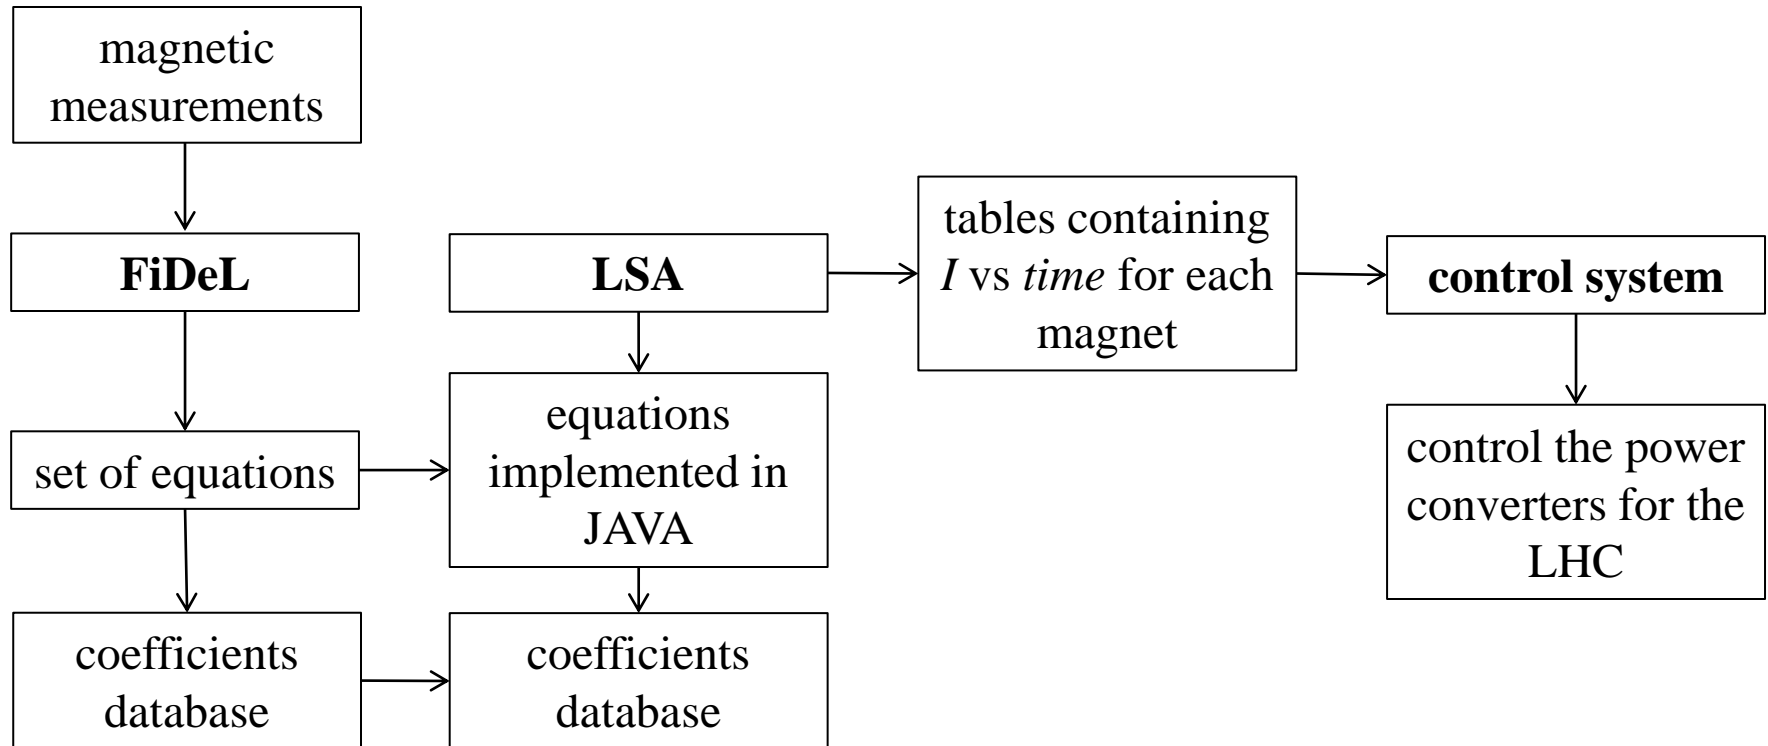 magnetic
measurements
FiDeL
set of equations
coefficients
database
LSA
equations
implemented in
JAVA
coefficients
database
tables containing
I vs time for each
magnet
control system
control the power
converters for the
LHC